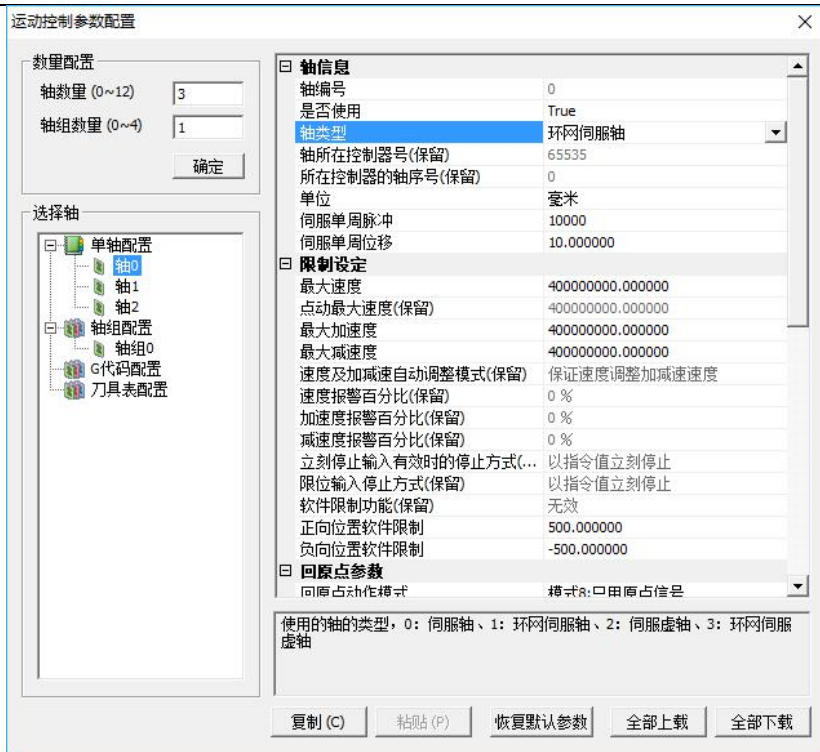 运动控制参数配置
数量配置
轴数量(0~12) 3
轴组数量(0~4) 1
确定
选择轴
单轴配置
轴0
轴1
轴2
轴组配置
轴组0
G代码配置
刀具表配置
轴信息
轴编号 0
是否使用 True
轴类型 环网伺服轴
轴所在控制器号(保留) 65535
所在控制器的轴序号(保留) 0
单位 毫米
伺服单周脉冲 10000
伺服单周位移 10.000000
限制设定
最大速度 400000000.000000
点动最大速度(保留) 400000000.000000
最大加速度 400000000.000000
最大减速度 400000000.000000
速度及加减速自动调整模式(保留) 保证速度调整加减速速度
速度报警百分比(保留) 0 %
加速度报警百分比(保留) 0 %
减速度报警百分比(保留) 0 %
立刻停止输入有效时的停止方式(... 以指令值立刻停止
限位输入停止方式(保留) 以指令值立刻停止
软件限制功能(保留) 无效
正向位置软件限制 500.000000
负向位置软件限制 -500.000000
回原点参数
回原点动作模式 模式8:只用原点信号
使用的轴的类型，0: 伺服轴、1: 环网伺服轴、2: 伺服虚轴、3: 环网伺服
虚轴
复制(C) 粘贴(P) 恢复默认参数 全部上载 全部下载